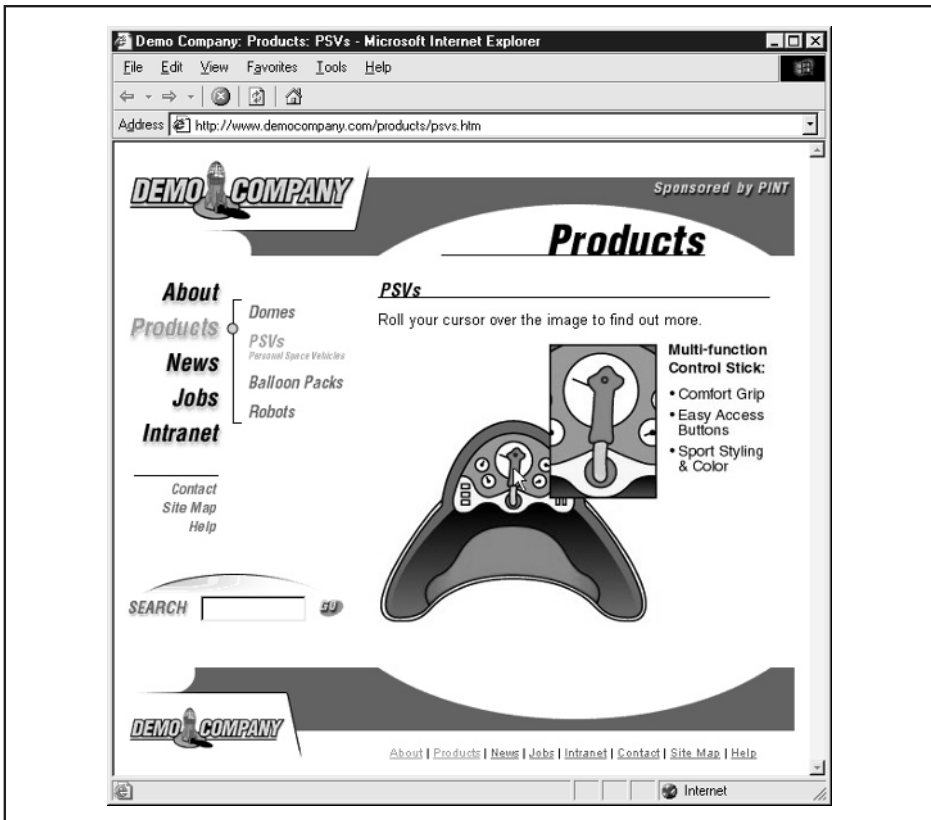 Demo Company: Products: PSVs - Microsoft Internet Explorer
File Edit View Favorites Tools Help
Address http://www.democompany.com/products/psvs.htm
DEMO COMPANY
Sponsored by PINT
Products
About
Products
News
Jobs
Intranet
Domes
PSVs
Personal Space Vehicles
Balloon Packs
Robots
Contact
Site Map
Help
SEARCH
GO
PSVs
Roll your cursor over the image to find out more.
Multi-function
Control Stick:
• Comfort Grip
• Easy Access
Buttons
• Sport Styling
& Color
DEMO COMPANY
About | Products | News | Jobs | Intranet | Contact | Site Map | Help
Internet